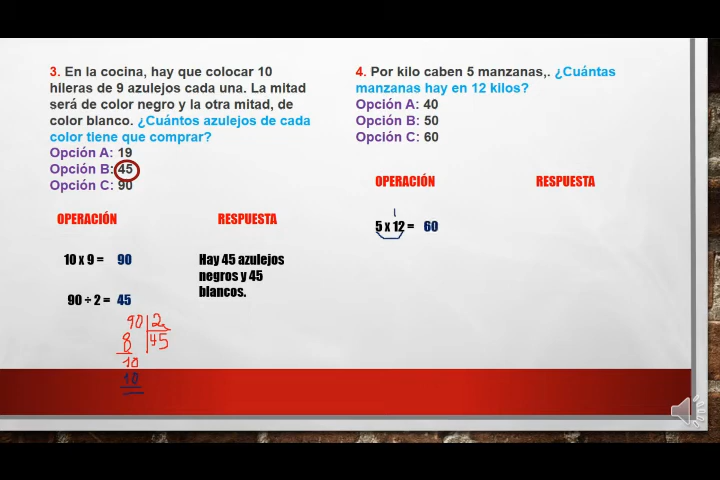 3. En la cocina, hay que colocar 10
hileras de 9 azulejos cada una. La mitad
será de color negro y la otra mitad, de
color blanco. ¿Cuántos azulejos de cada
color tiene que comprar?
Opción A: 19
Opción B: 45
Opción C: 90
OPERACIÓN
RESPUESTA
10 x 9 = 90
90 ÷ 2 = 45
Hay 45 azulejos
negros y 45
blancos.
90 2
8 45
10
10
4. Por kilo caben 5 manzanas,. ¿Cuántas
manzanas hay en 12 kilos?
Opción A: 40
Opción B: 50
Opción C: 60
OPERACIÓN
RESPUESTA
1
5 x 12 = 60